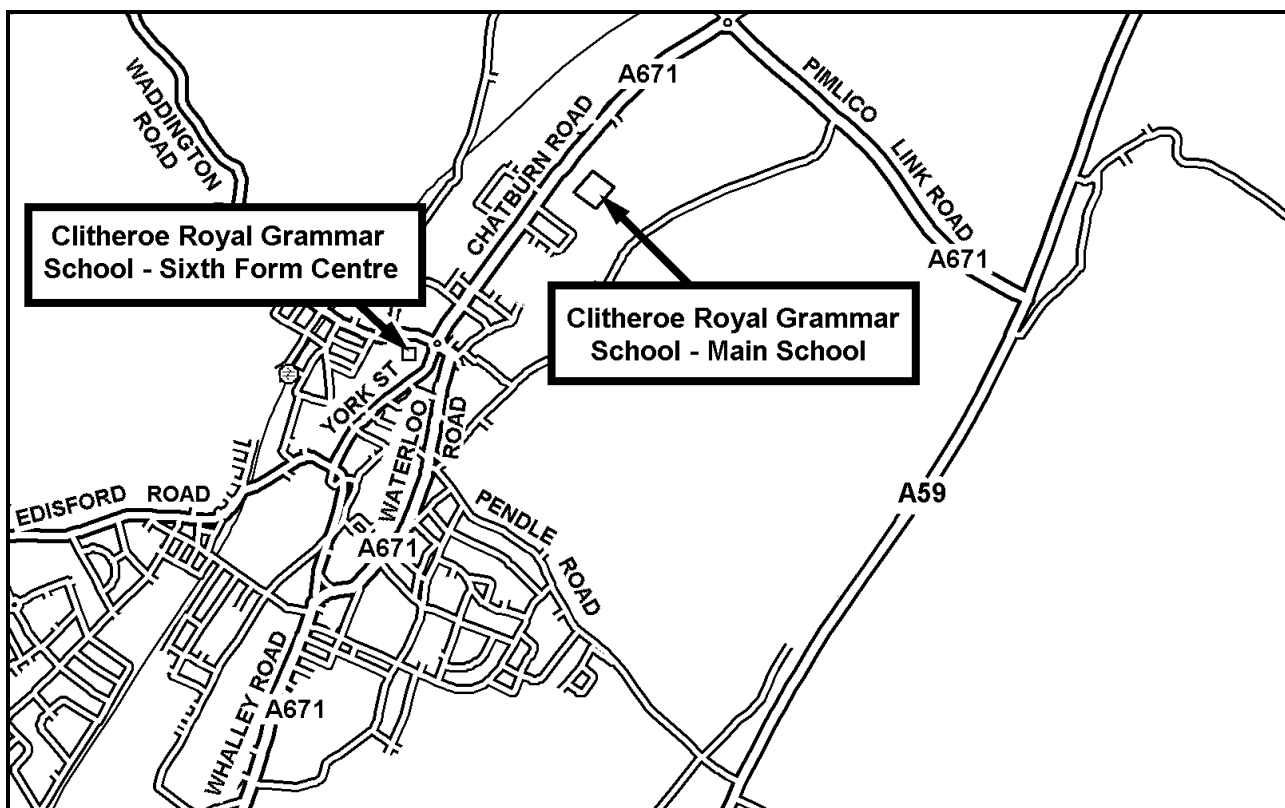 A671
PIMLICO
LINK ROAD
A671
WADDINGTON
ROAD
CHATBURN ROAD
Clitheroe Royal Grammar
School - Sixth Form Centre
Clitheroe Royal Grammar
School - Main School
YORK ST
WATERLOO
ROAD
EDISFORD ROAD
A59
PENDLE
ROAD
A671
WHALLEY ROAD
A671